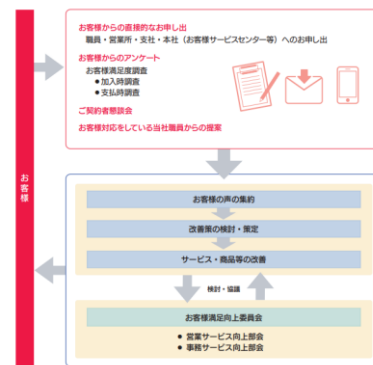 お客様
お客様からの直接的なお申し出
職員・営業所・支社・本社（お客様サービスセンター等）へのお申し出
お客様からのアンケート
お客様満足度調査
●加入時調査
●支払時調査
ご契約者懇談会
お客様対応をしている当社職員からの提案
お客様の声の集約
改善策の検討・策定
サービス・商品等の改善
検討・協議
お客様満足向上委員会
● 営業サービス向上部会
● 事務サービス向上部会